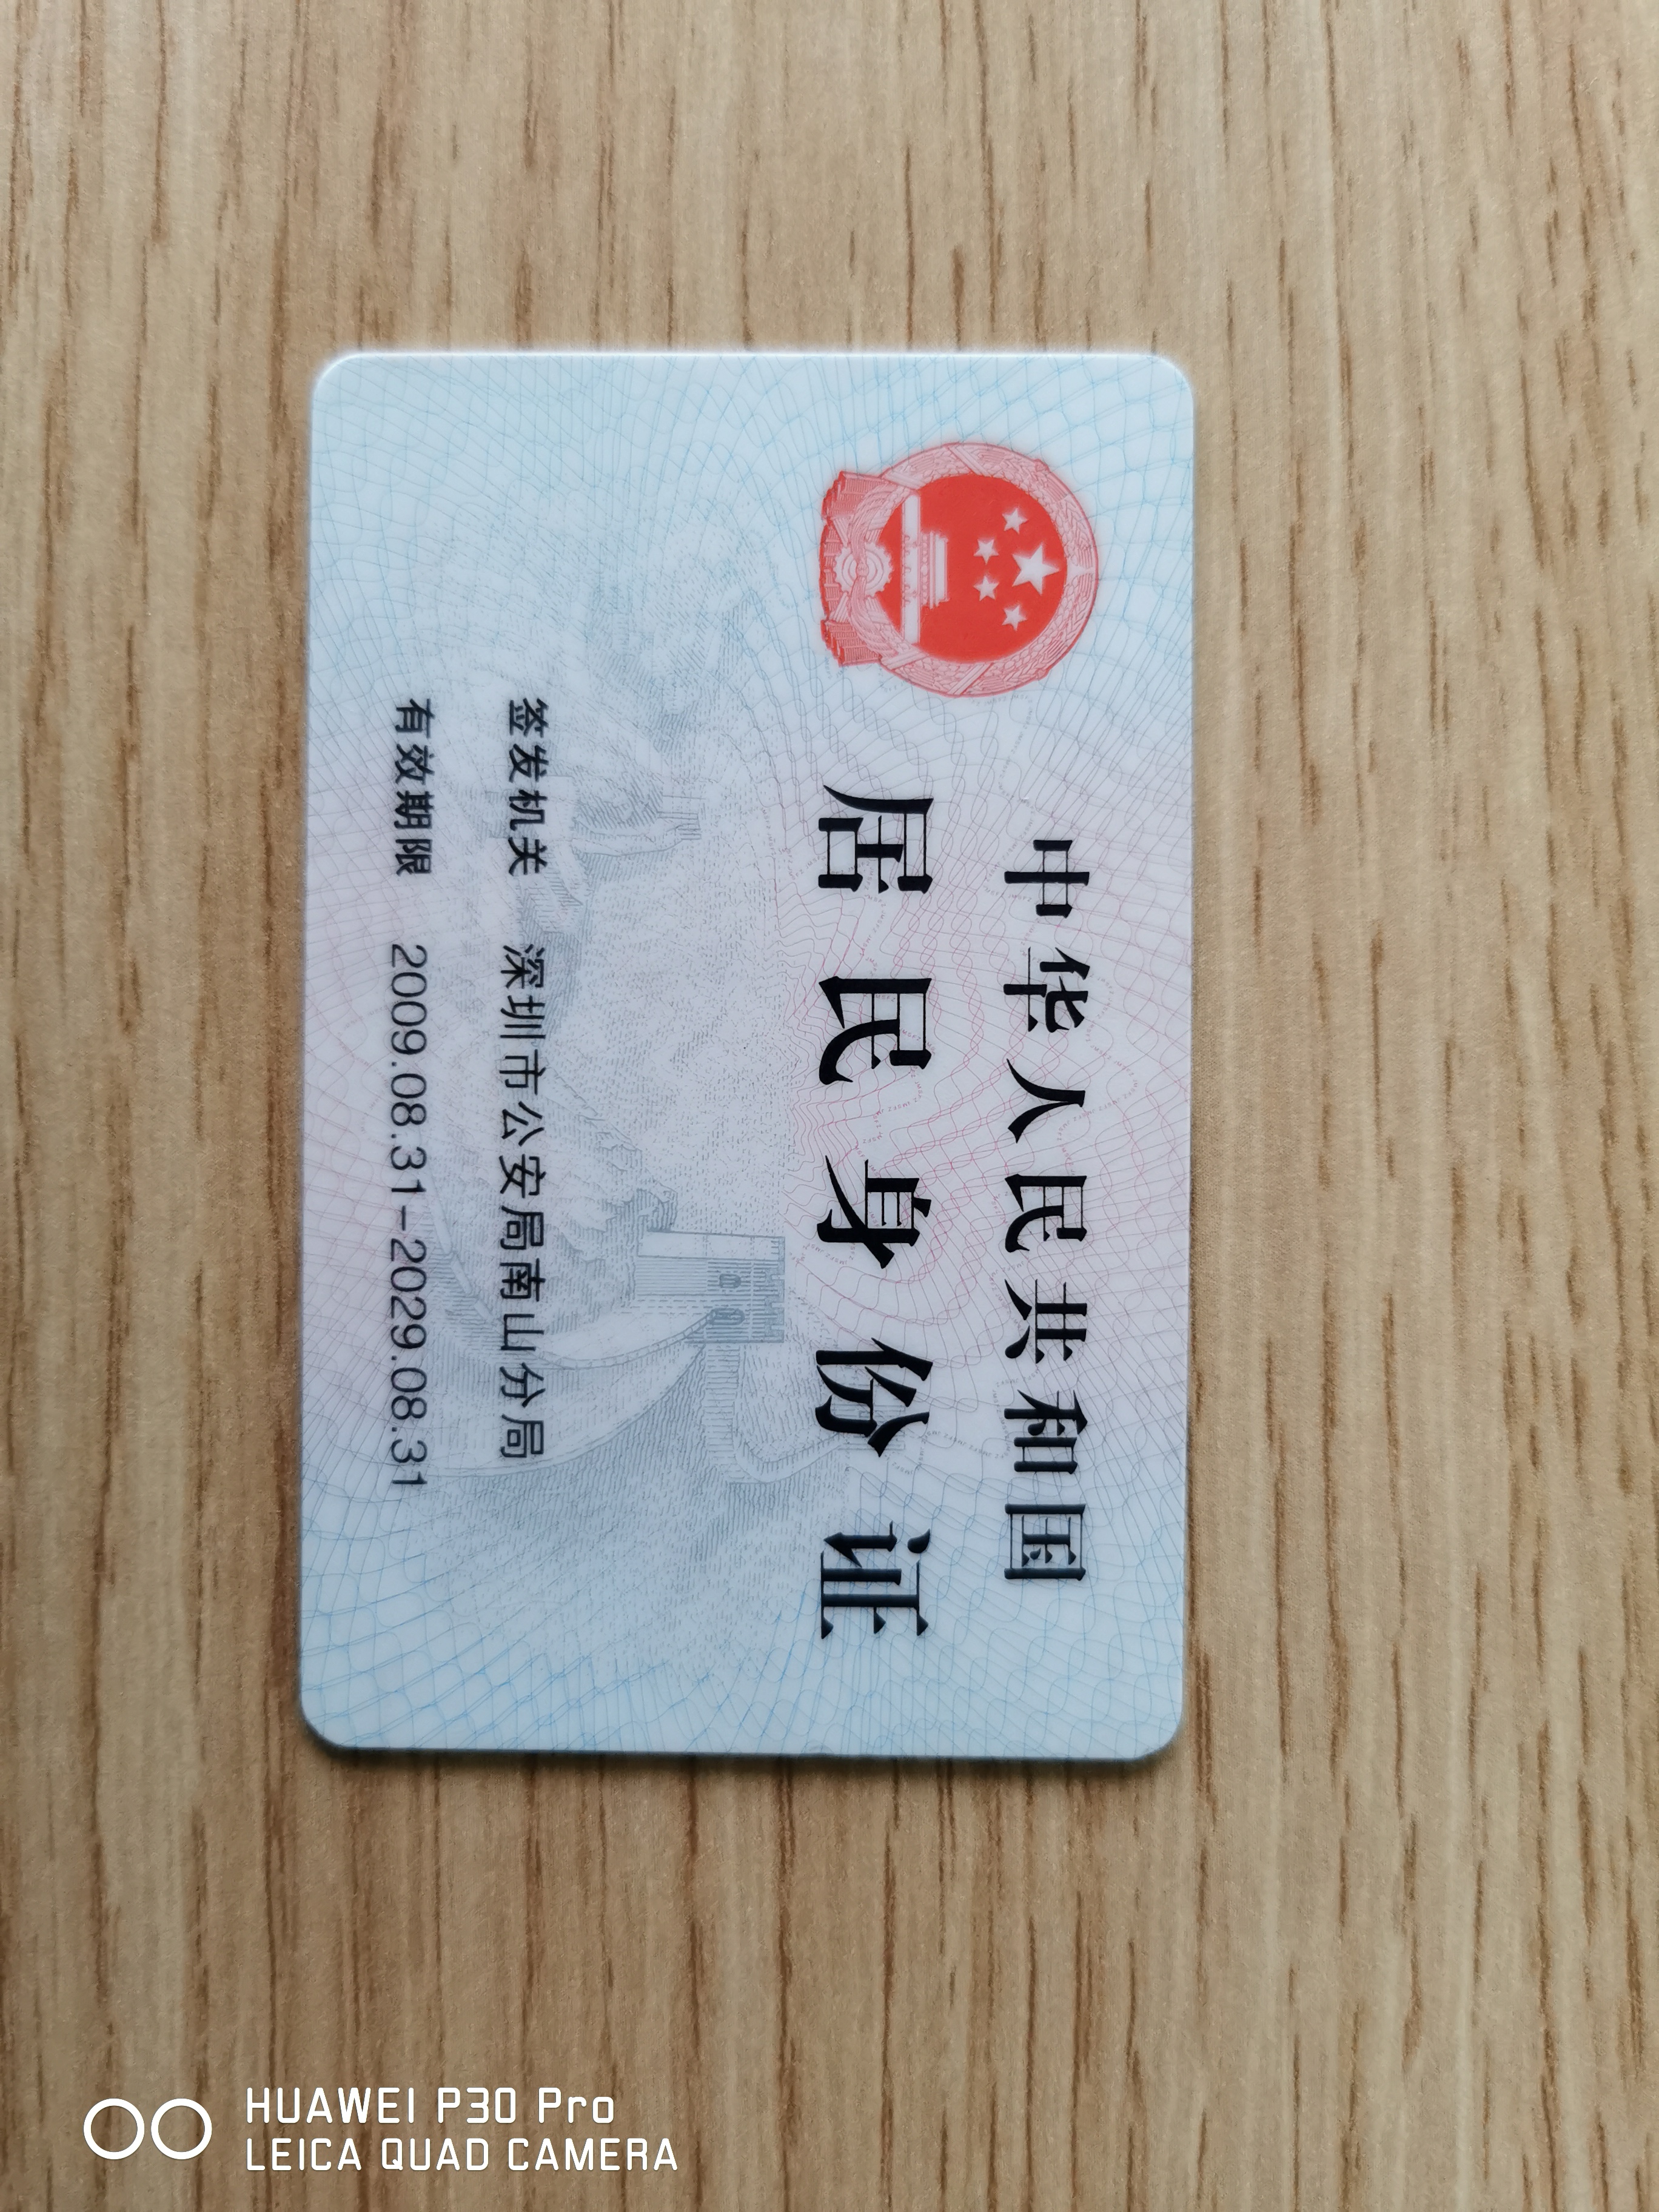 中华人民共和国
居民身份证
签发机关 深圳市公安局南山分局
有效期限 2009.08.31-2029.08.31
HUAWEI P30 Pro
LEICA QUAD CAMERA